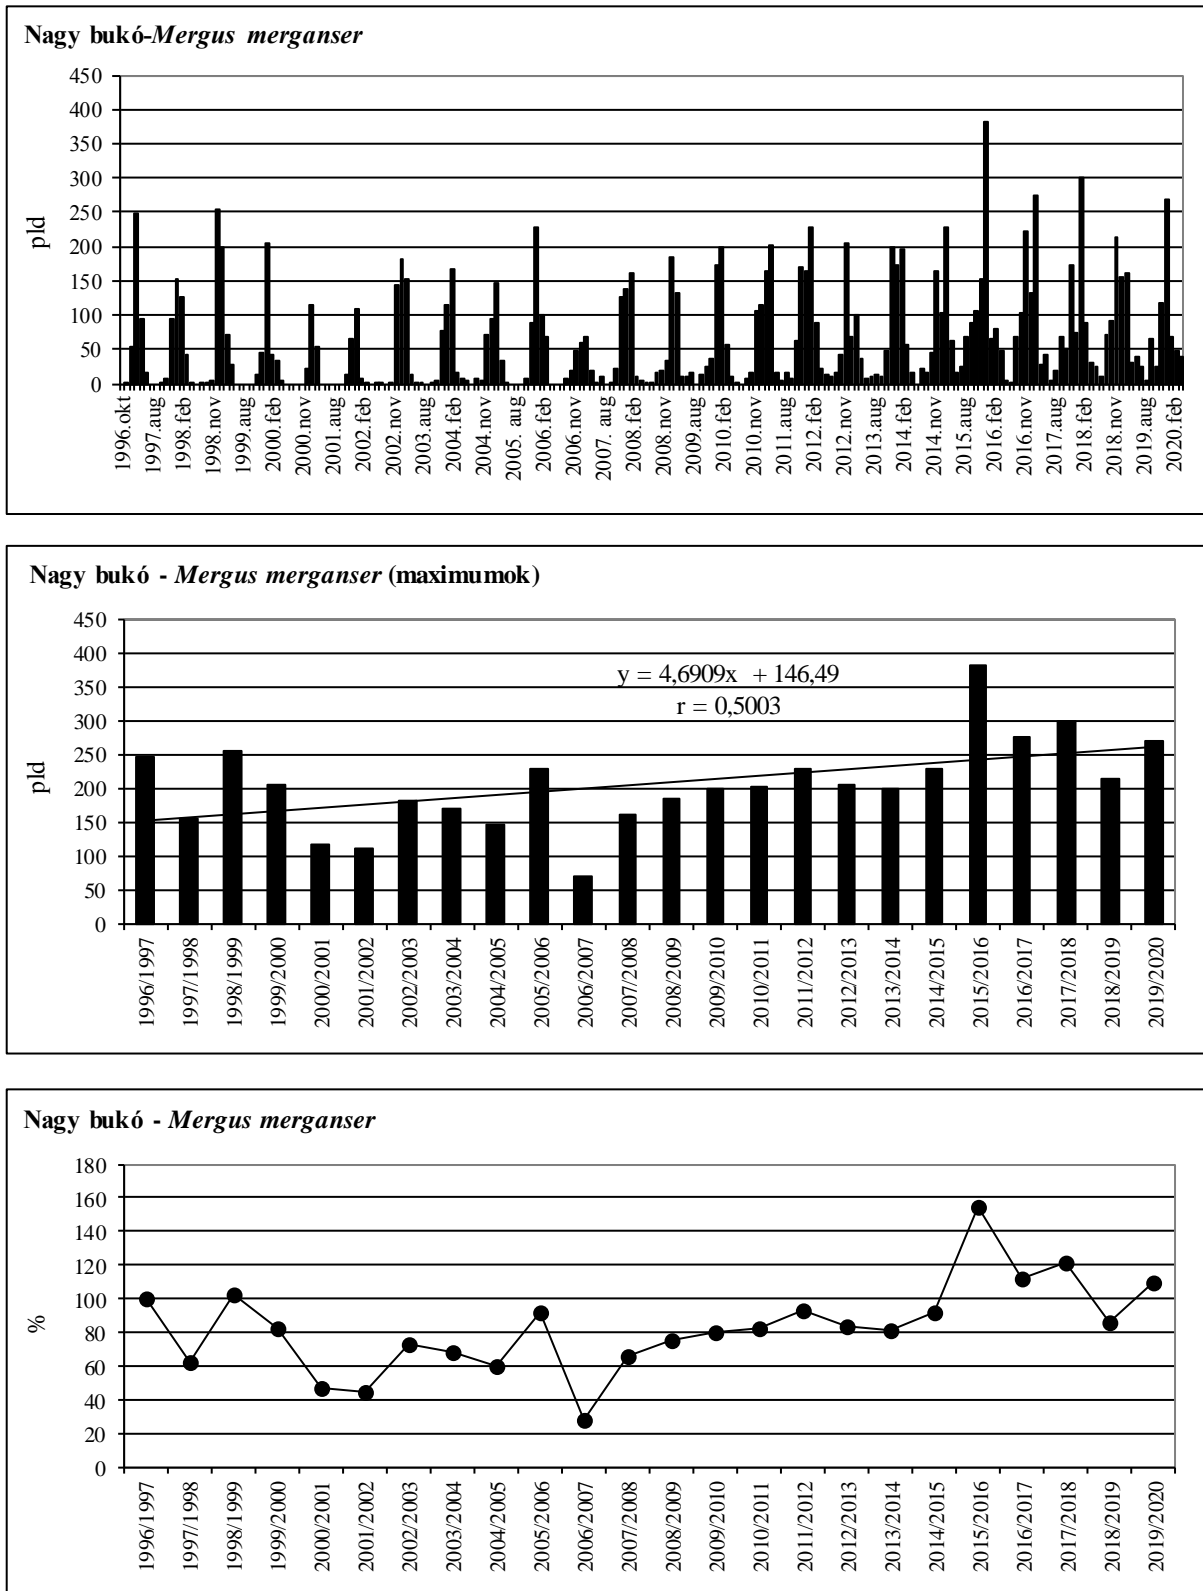 Nagy bukó-Mergus merganser
450
400
350
300
250
200
150
100
50
0
pld
1996.okt
1997.aug
1998.feb
1998.nov
1999.aug
2000.feb
2000.nov
2001.aug
2002.feb
2002.nov
2003.aug
2004.feb
2004.nov
2005. aug
2006.feb
2006.nov
2007. aug
2008.feb
2008.nov
2009.aug
2010.feb
2010.nov
2011.aug
2012.feb
2012.nov
2013.aug
2014.feb
2014.nov
2015.aug
2016.feb
2016.nov
2017.aug
2018.feb
2018.nov
2019.aug
2020.feb
Nagy bukó - Mergus merganser (maximumok)
450
400
350
300
250
200
150
100
50
0
pld
y = 4,6909x + 146,49
r = 0,5003
1996/1997
1997/1998
1998/1999
1999/2000
2000/2001
2001/2002
2002/2003
2003/2004
2004/2005
2005/2006
2006/2007
2007/2008
2008/2009
2009/2010
2010/2011
2011/2012
2012/2013
2013/2014
2014/2015
2015/2016
2016/2017
2017/2018
2018/2019
2019/2020
Nagy bukó - Mergus merganser
180
160
140
120
100
80
60
40
20
0
%
1996/1997
1997/1998
1998/1999
1999/2000
2000/2001
2001/2002
2002/2003
2003/2004
2004/2005
2005/2006
2006/2007
2007/2008
2008/2009
2009/2010
2010/2011
2011/2012
2012/2013
2013/2014
2014/2015
2015/2016
2016/2017
2017/2018
2018/2019
2019/2020